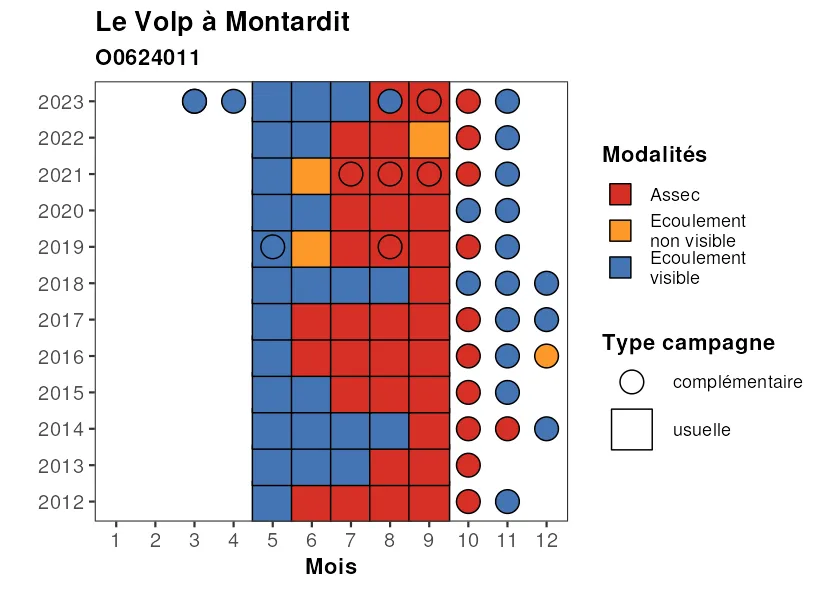 Le Volp à Montardit
O0624011
2023
2022
2021
2020
2019
2018
2017
2016
2015
2014
2013
2012
1 2 3 4 5 6 7 8 9 10 11 12
Mois
Modalités
Assec
Ecoulement
non visible
Ecoulement
visible
Type campagne
complémentaire
usuelle